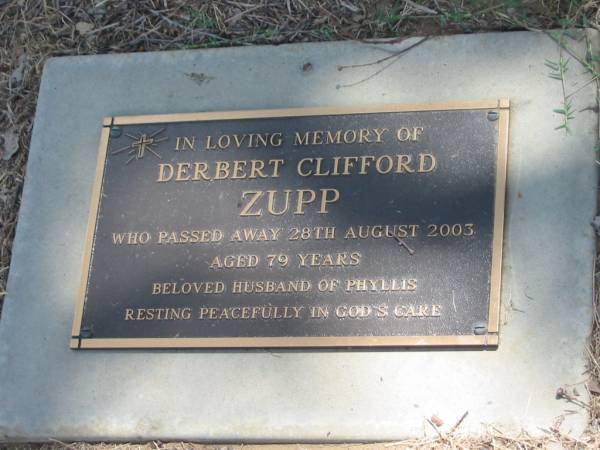 IN LOVING MEMORY OF
DERBERT CLIFFORD
ZUPP
WHO PASSED AWAY 28TH AUGUST 2003
AGED 79 YEARS
BELOVED HUSBAND OF PHYLLIS
RESTING PEACEFULLY IN GOD'S CARE